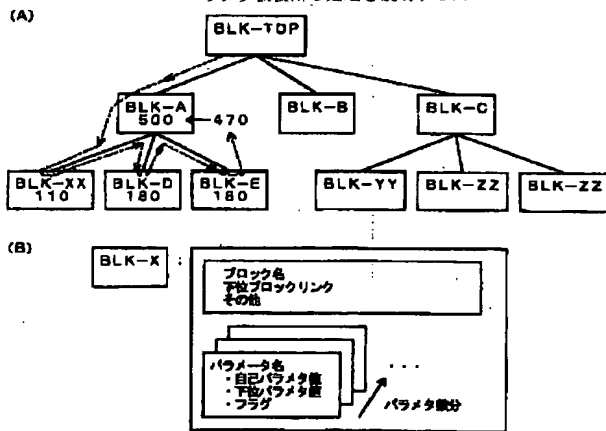 (A)
BLK-TOP
BLK-A
500
470
BLK-B
BLK-C
BLK-XX
110
BLK-D
180
BLK-E
180
BLK-YY
BLK-ZZ
BLK-ZZ
(B)
BLK-X :
ブロック名
下位ブロックリンク
その他
パラメータ名
・自己パラメタ値
・下位パラメタ値
・フラグ
...
パラメタ数分